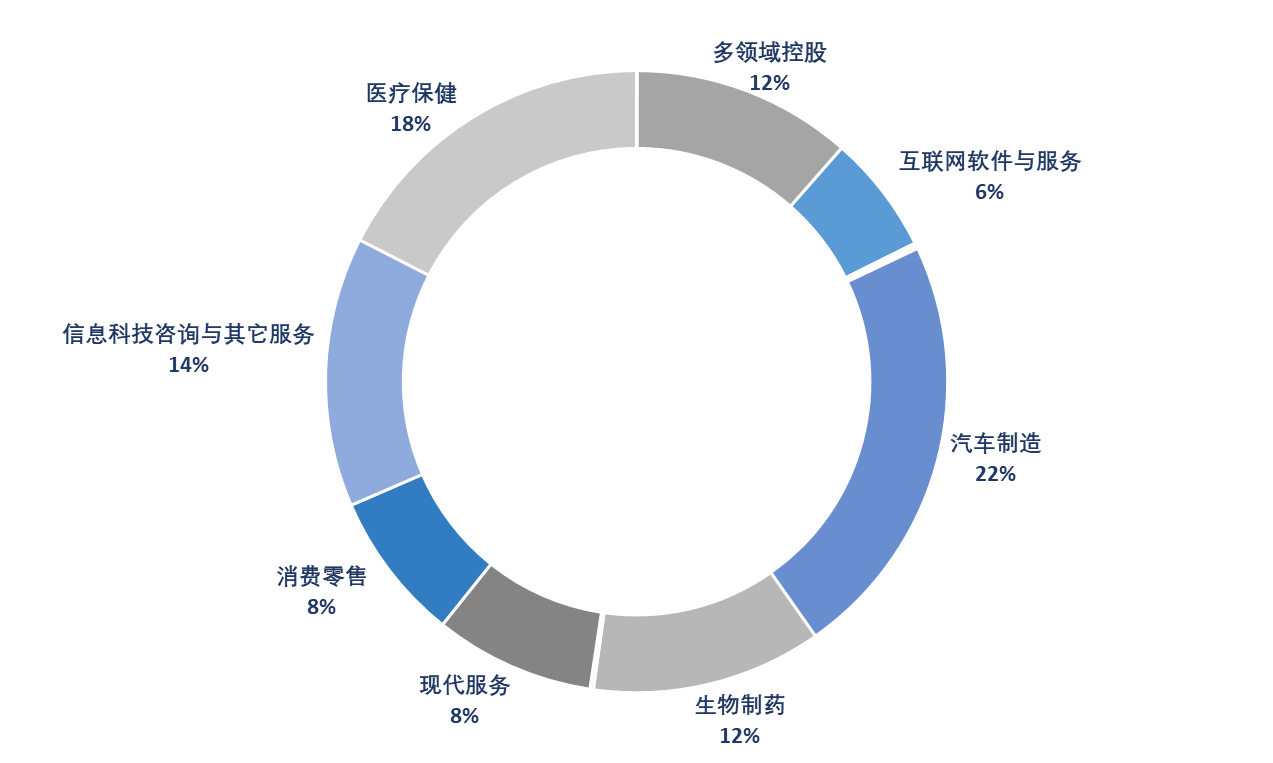 多领域控股
12%
互联网软件与服务
6%
汽车制造
22%
生物制药
12%
现代服务
8%
消费零售
8%
信息科技咨询与其它服务
14%
医疗保健
18%